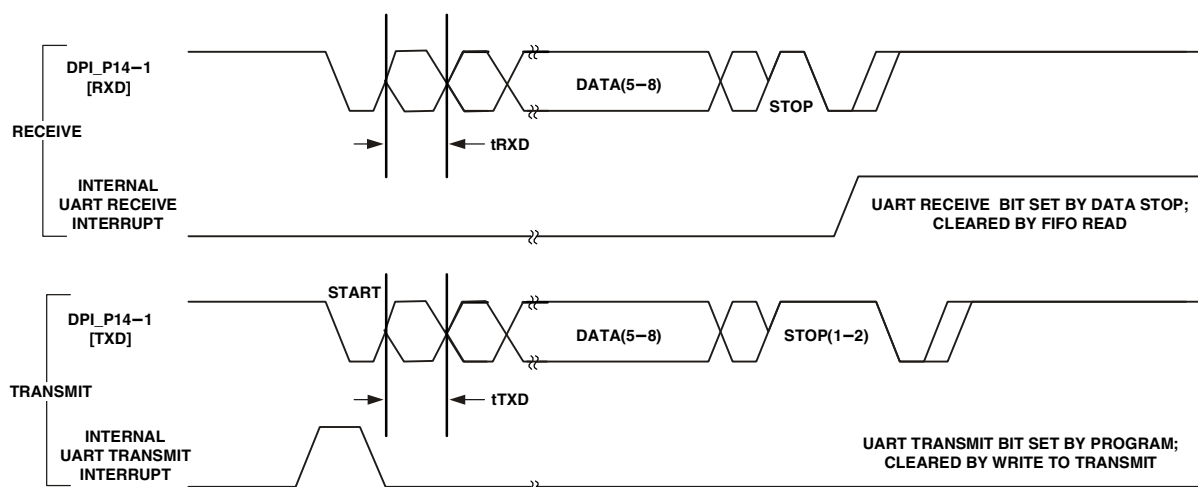 RECEIVE
DPI_P14–1
[RXD]
DATA(5–8)
STOP
tRXD
INTERNAL
UART RECEIVE
INTERRUPT
UART RECEIVE BIT SET BY DATA STOP;
CLEARED BY FIFO READ
TRANSMIT
START
DPI_P14–1
[TXD]
DATA(5–8)
STOP(1–2)
tTXD
INTERNAL
UART TRANSMIT
INTERRUPT
UART TRANSMIT BIT SET BY PROGRAM;
CLEARED BY WRITE TO TRANSMIT